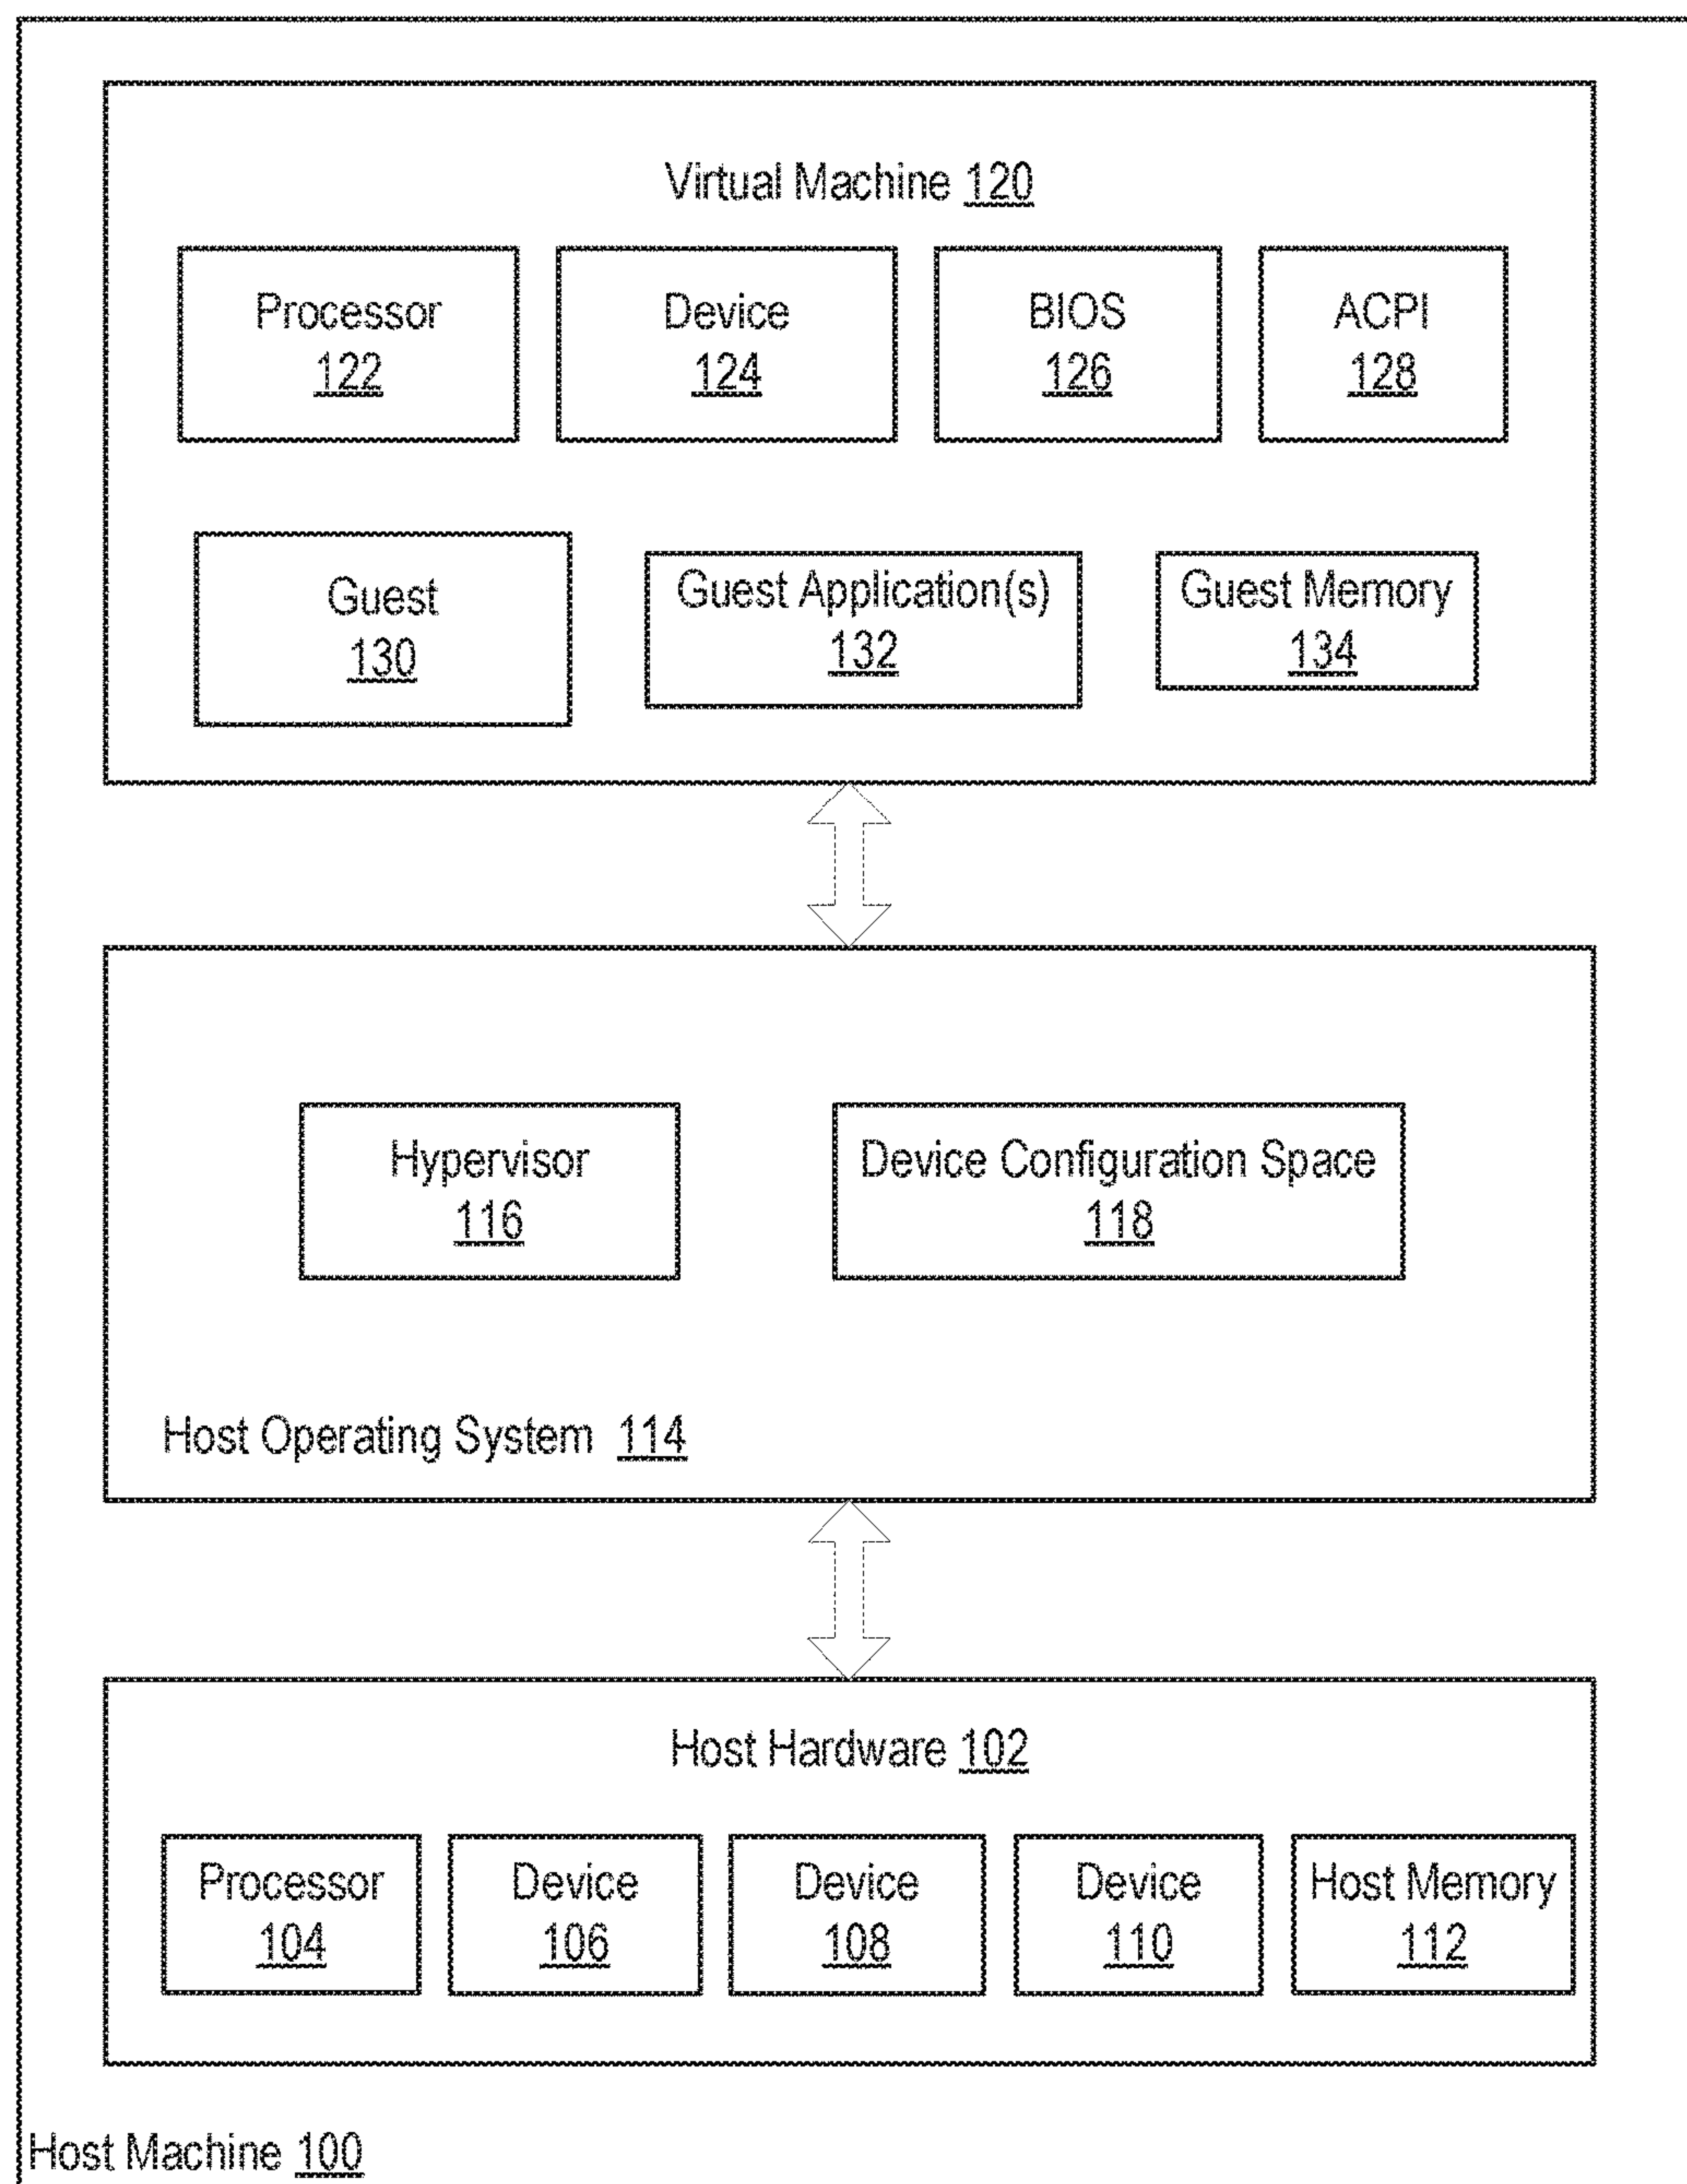 Virtual Machine 120
Processor
122
Device
124
BIOS
126
ACPI
128
Guest
130
Guest Application(s)
132
Guest Memory
134
Hypervisor
116
Device Configuration Space
118
Host Operating System 114
Host Hardware 102
Processor
104
Device
106
Device
108
Device
110
Host Memory
112
Host Machine 100